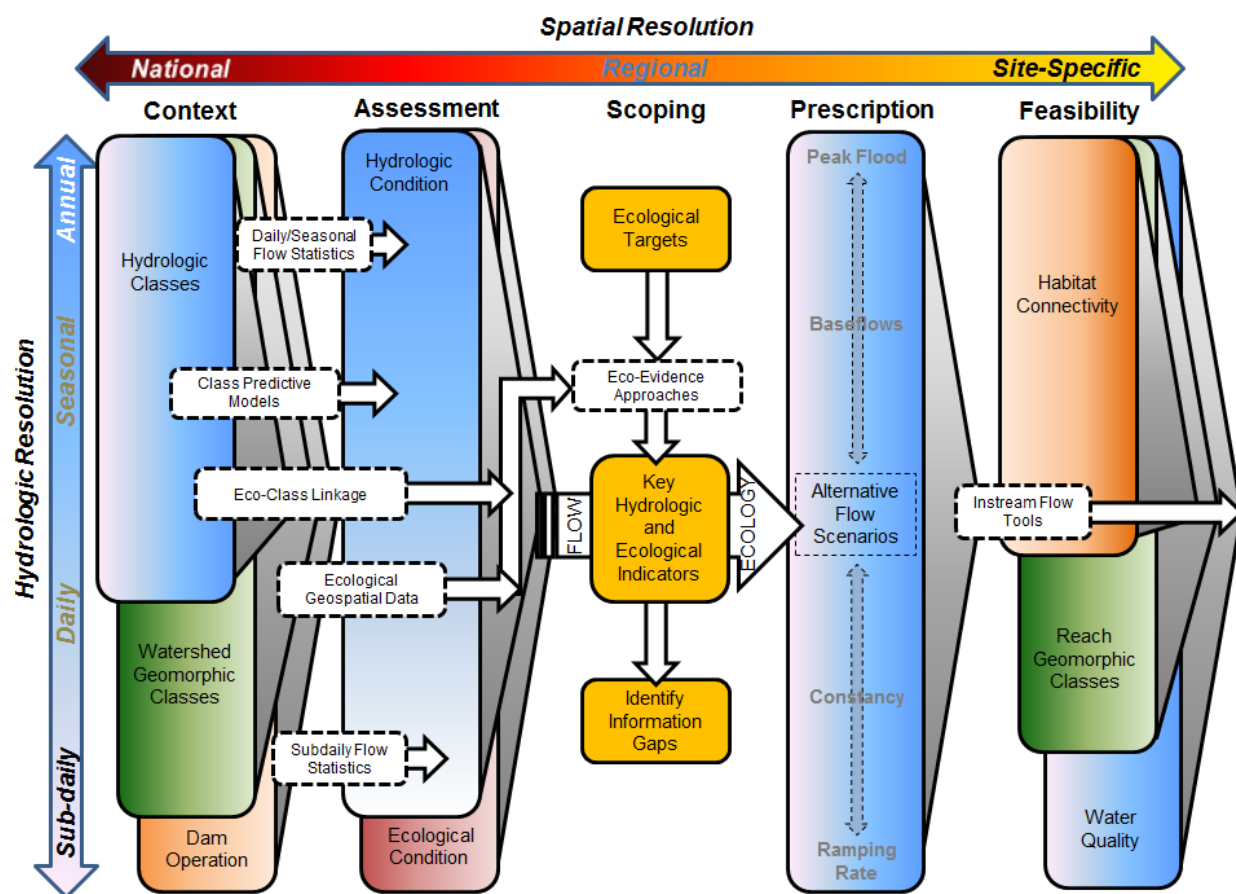 Spatial Resolution
National
Regional
Site-Specific
Context
Assessment
Scoping
Prescription
Feasibility
Hydrologic Resolution
Annual
Seasonal
Daily
Sub-daily
Hydrologic
Classes
Watershed
Geomorphic
Classes
Dam
Operation
Daily/Seasonal
Flow Statistics
Class Predictive
Models
Eco-Class Linkage
Ecological
Geospatial Data
Subdaily Flow
Statistics
Hydrologic
Condition
Ecological
Condition
Ecological
Targets
Eco-Evidence
Approaches
FLOW
Key
Hydrologic
and
Ecological
Indicators
ECOLOGY
Identify
Information
Gaps
Peak Flood
Baseflows
Alternative
Flow
Scenarios
Constancy
Ramping
Rate
Habitat
Connectivity
Instream Flow
Tools
Reach
Geomorphic
Classes
Water
Quality